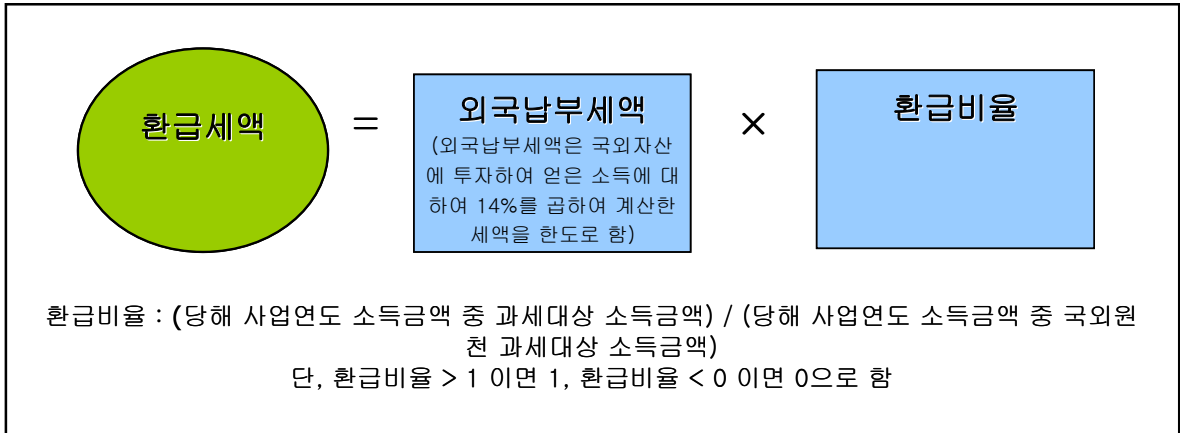 환급세액
=
외국납부세액
(외국납부세액은 국외자산
에 투자하여 얻은 소득에 대
하여 14%를 곱하여 계산한
세액을 한도로 함)
×
환급비율
환급비율 : (당해 사업연도 소득금액 중 과세대상 소득금액) / (당해 사업연도 소득금액 중 국외원
천 과세대상 소득금액)
단, 환급비율 > 1 이면 1, 환급비율 < 0 이면 0으로 함